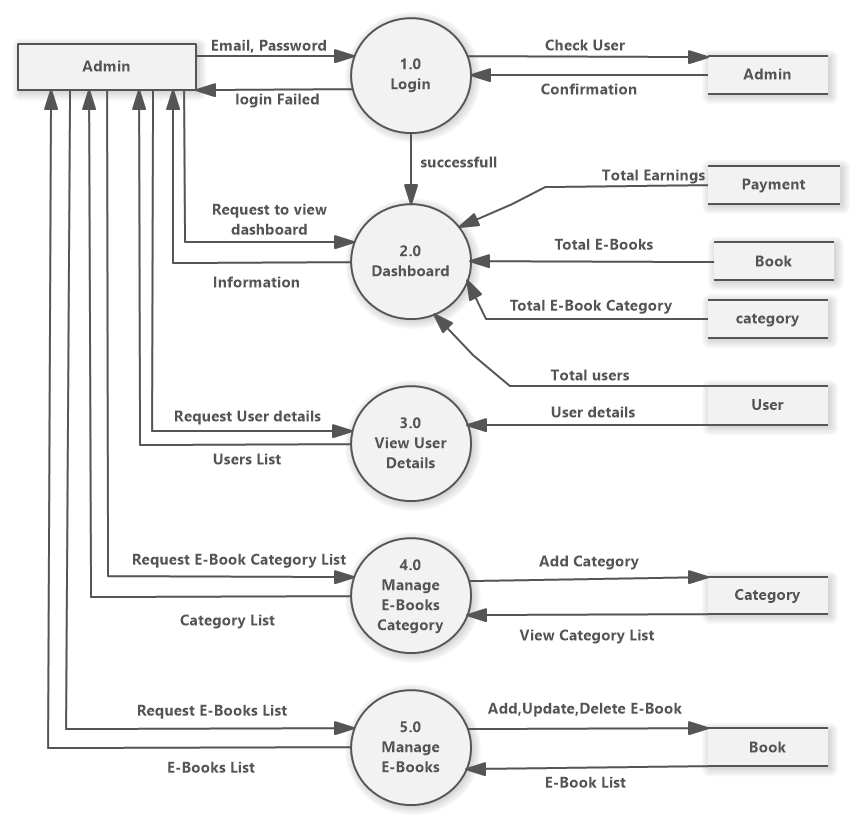 Admin
Email, Password
login Failed
1.0
Login
Check User
Confirmation
Admin
successfull
Request to view
dashboard
Information
2.0
Dashboard
Total Earnings
Payment
Total E-Books
Book
Total E-Book Category
category
Total users
User
User details
Request User details
Users List
3.0
View User
Details
Request E-Book Category List
Category List
4.0
Manage
E-Books
Category
Add Category
View Category List
Category
Request E-Books List
E-Books List
5.0
Manage
E-Books
Add,Update,Delete E-Book
E-Book List
Book